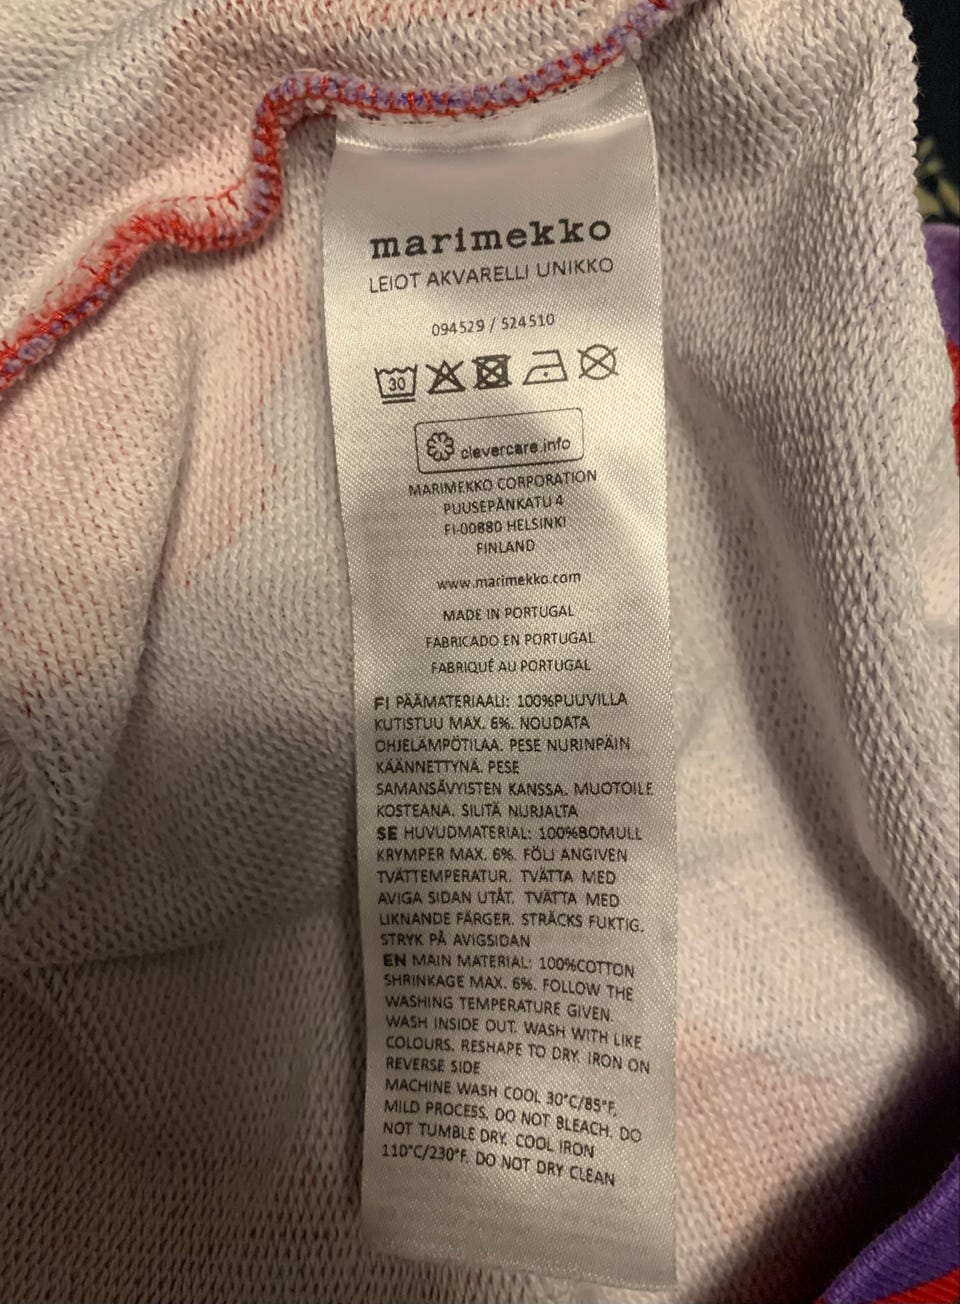 marimekko
LEIOT AKVARELLI UNIKKO
094529 / 524510
30
clevercare.info
MARIMEKKO CORPORATION
PUUSEPÄNKATU 4
FI-00880 HELSINKI
FINLAND
www.marimekko.com
MADE IN PORTUGAL
FABRICADO EN PORTUGAL
FABRIQUÉ AU PORTUGAL
FI PÄÄMATERIAALI: 100%PUUVILLA
KUTISTUU MAX. 6%. NOUDATA
OHJELÄMPÖTILAA. PESE NURINPÄIN
KÄÄNNETTYNÄ. PESE
SAMANSÄVYISTEN KANSSA. MUOTOILE
KOSTEANA. SILITÄ NURJALTA
SE HUVUDMATERIAL: 100%BOMULL
KRYMPER MAX. 6%. FÖLJ ANGIVEN
TVÄTTEMPERATUR. TVÄTTA MED
AVIGA SIDAN UTÅT. TVÄTTA MED
LIKNANDE FÄRGER. STRÄCKS FUKTIG.
STRYK PÅ AVIGSIDAN
EN MAIN MATERIAL: 100%COTTON
SHRINKAGE MAX. 6%. FOLLOW THE
WASHING TEMPERATURE GIVEN.
WASH INSIDE OUT. WASH WITH LIKE
COLOURS. RESHAPE TO DRY. IRON ON
REVERSE SIDE
MACHINE WASH COOL 30°C/85°F,
MILD PROCESS. DO NOT BLEACH. DO
NOT TUMBLE DRY. COOL IRON
110°C/230°F. DO NOT DRY CLEAN